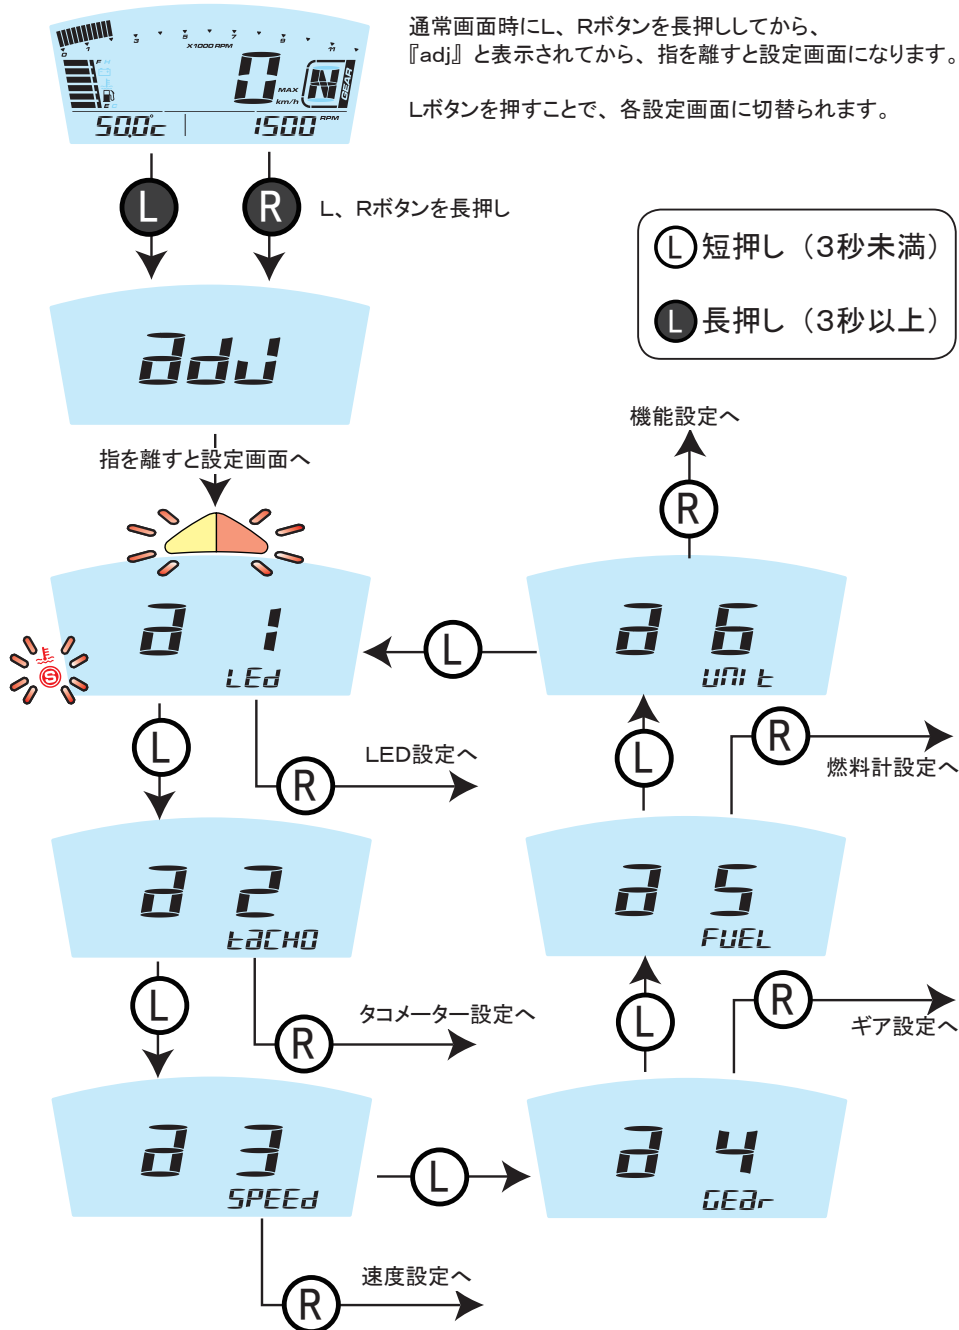 通常画面時にL、Rボタンを長押ししてから、
『adj』と表示されてから、指を離すと設定画面になります。
Lボタンを押すことで、各設定画面に切替られます。
0 1 3 5 7 9 11
X1000 RPM
F H
E C
0
MAX
km/h
N
GEAR
50.0°c
1500 RPM
L R
L、Rボタンを長押し
L 短押し（3秒未満）
L 長押し（3秒以上）
adJ
指を離すと設定画面へ
機能設定へ
R
a 1
LEd
L
a 6
UNIt
L
R
LED設定へ
L
R
燃料計設定へ
a 2
tACHO
a 5
FUEL
L
R
タコメーター設定へ
L
R
ギア設定へ
a 3
SPEEd
L
a 4
GEAr
R
速度設定へ